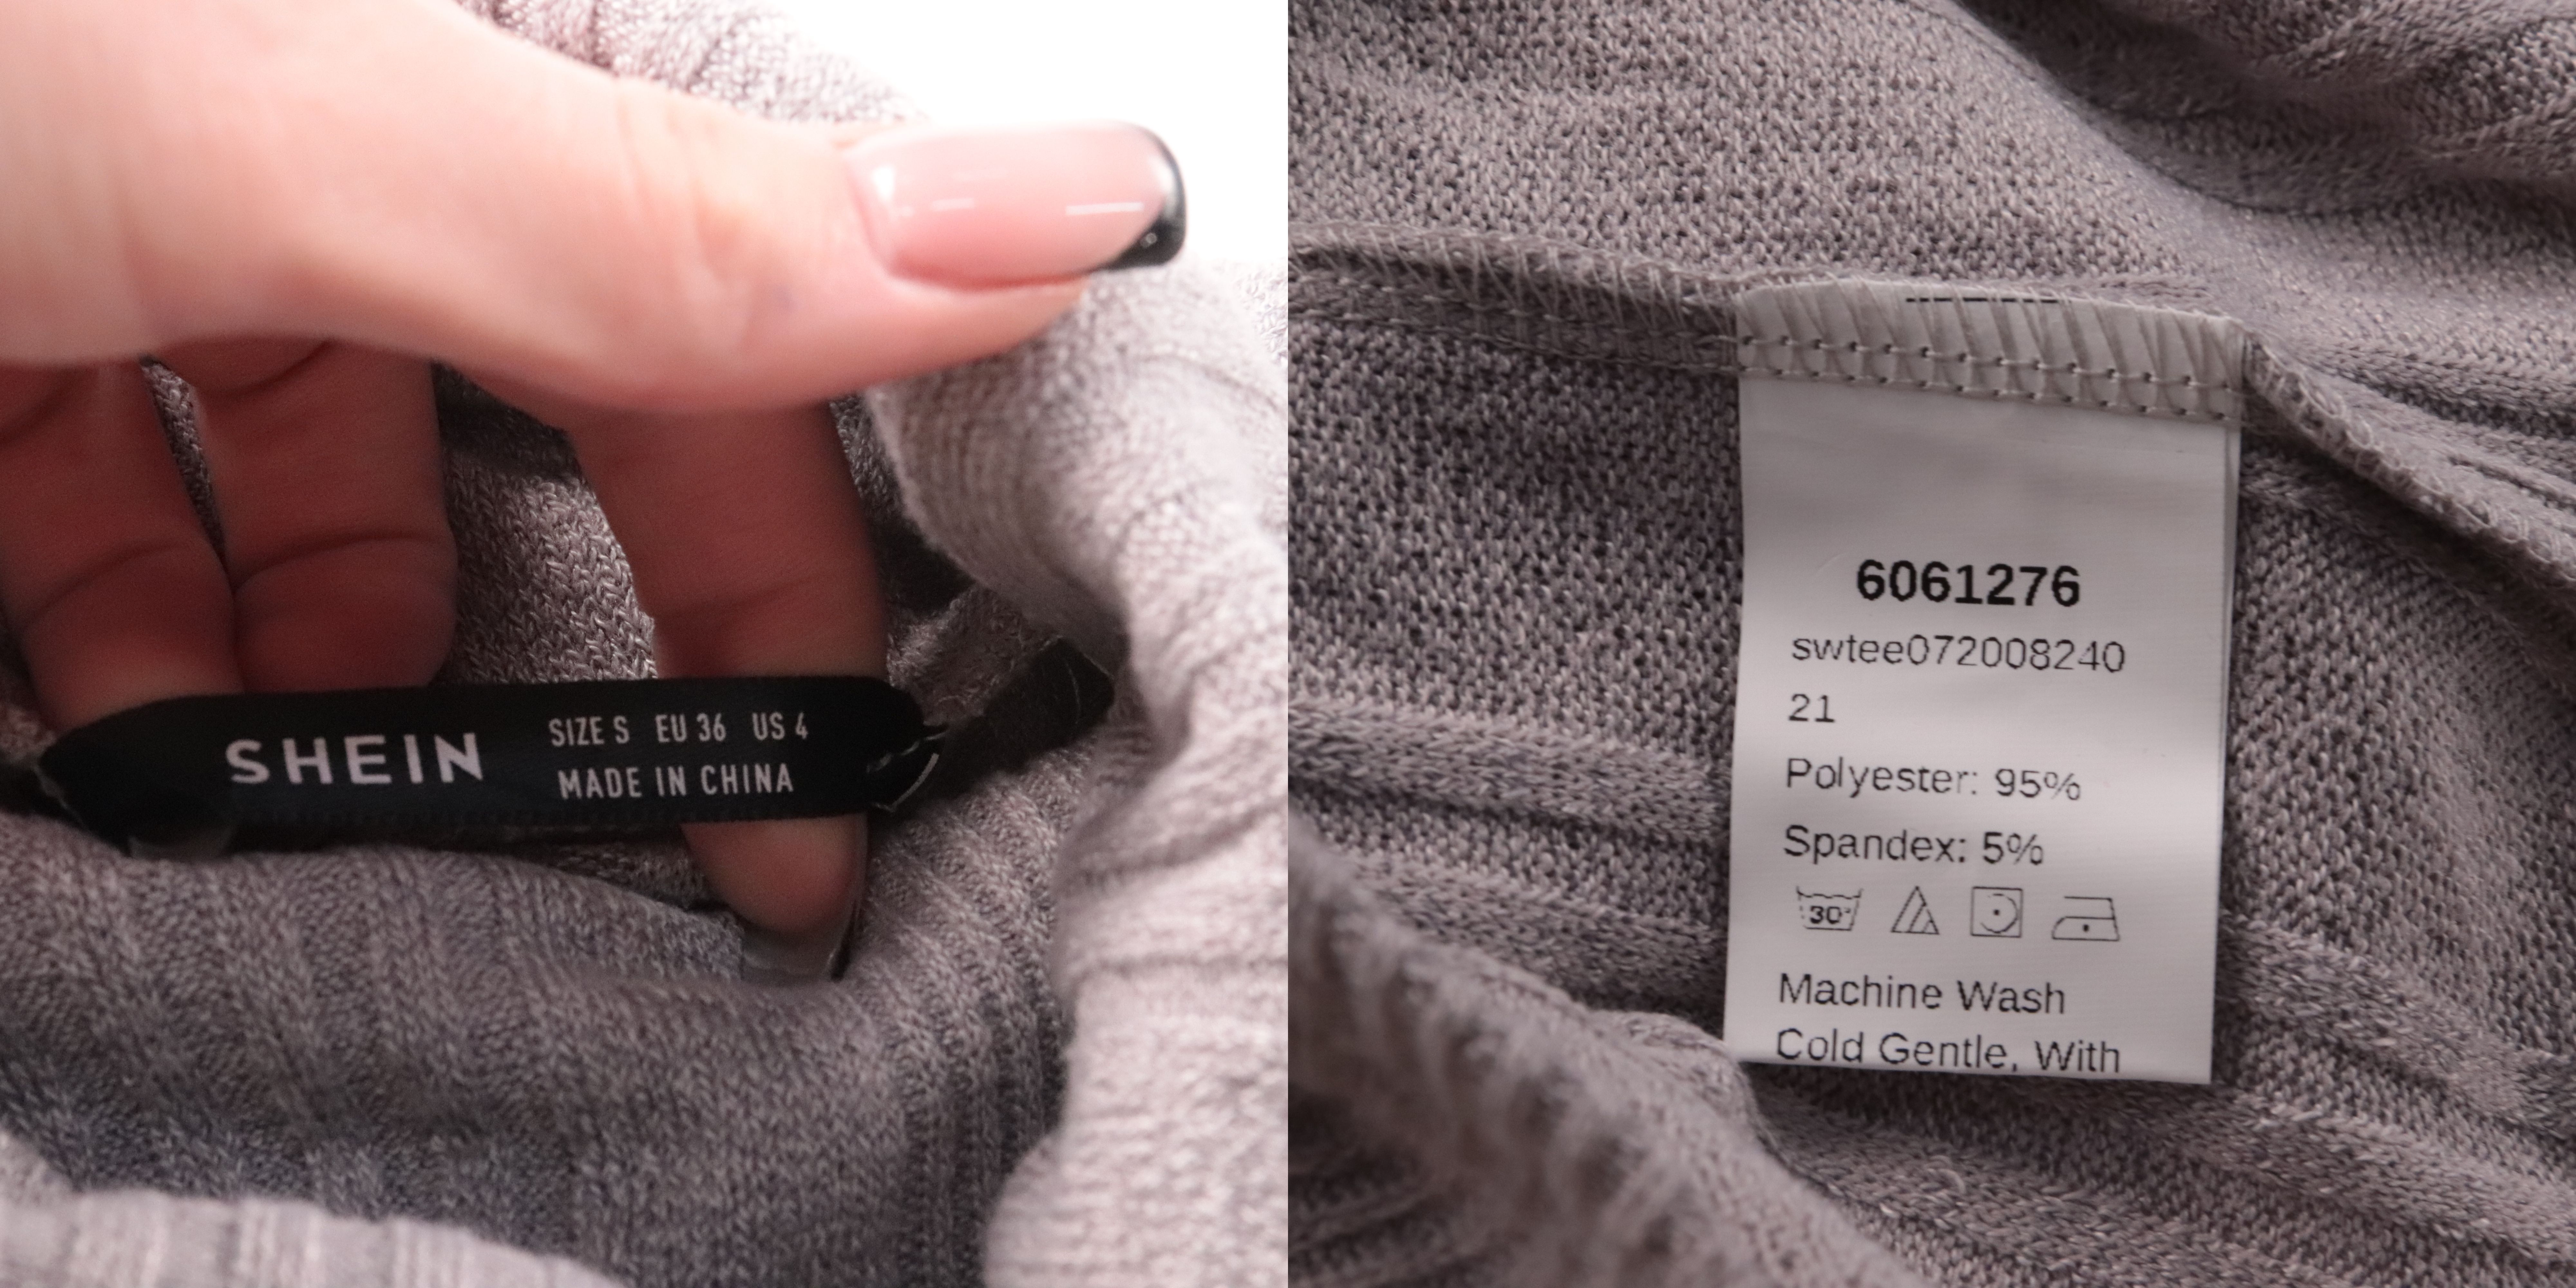 SHEIN
SIZE S EU 36 US 4
MADE IN CHINA
6061276
swtee072008240
21
Polyester: 95%
Spandex: 5%
30°
Machine Wash
Cold Gentle, With